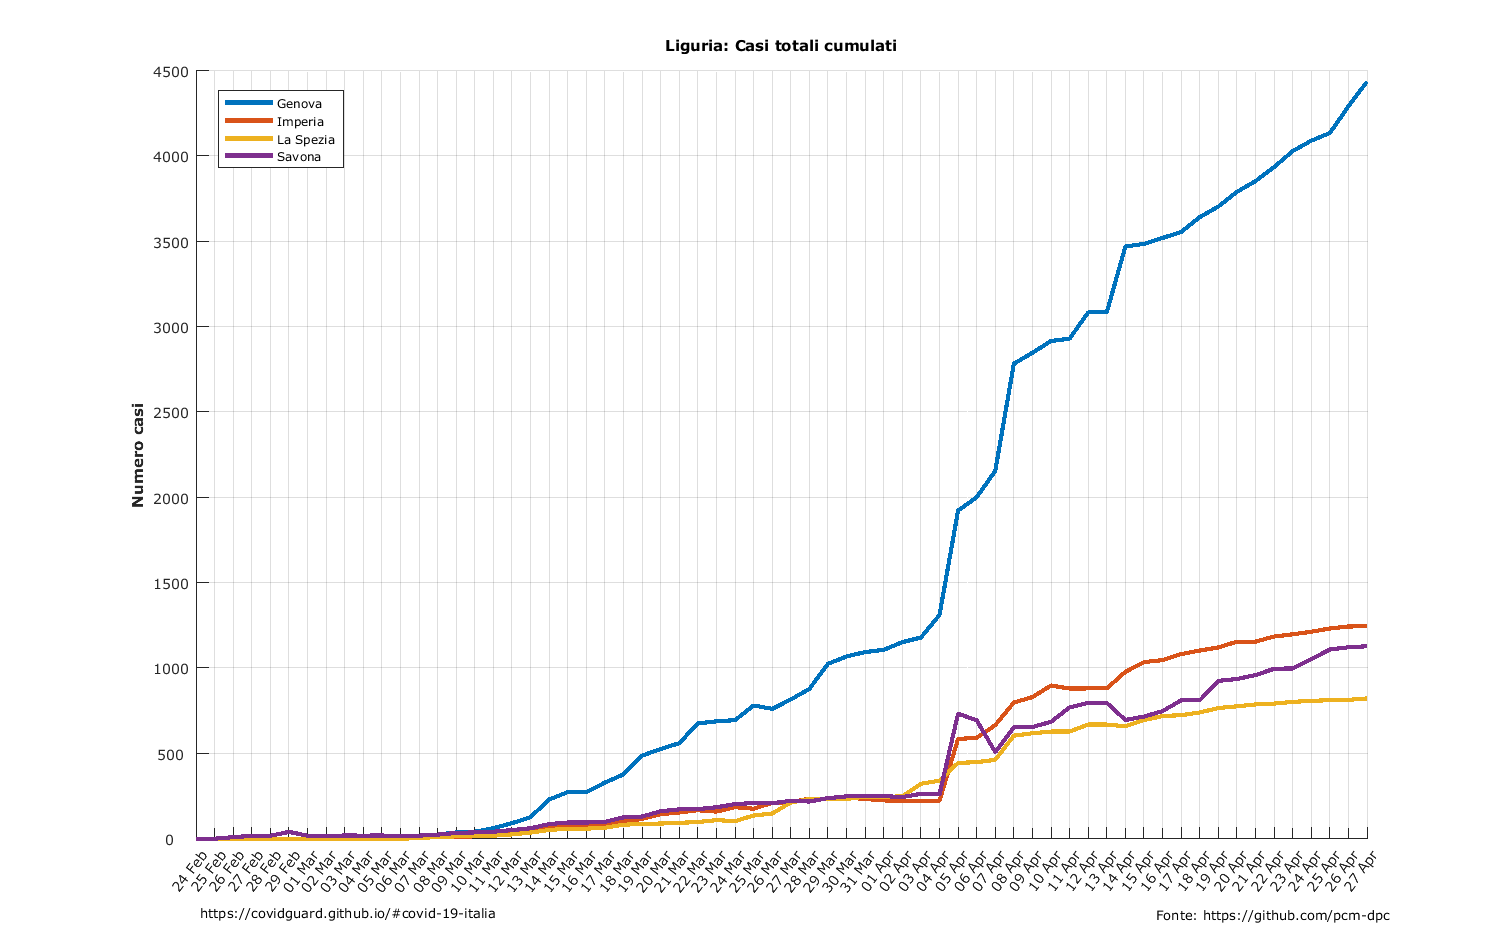 Liguria: Casi totali cumulati
4500
4000
3500
3000
2500
2000
1500
1000
500
0
Numero casi
Genova
Imperia
La Spezia
Savona
24 Feb
25 Feb
26 Feb
27 Feb
28 Feb
29 Feb
01 Mar
02 Mar
03 Mar
04 Mar
05 Mar
06 Mar
07 Mar
08 Mar
09 Mar
10 Mar
11 Mar
12 Mar
13 Mar
14 Mar
15 Mar
16 Mar
17 Mar
18 Mar
19 Mar
20 Mar
21 Mar
22 Mar
23 Mar
24 Mar
25 Mar
26 Mar
27 Mar
28 Mar
29 Mar
30 Mar
31 Mar
01 Apr
02 Apr
03 Apr
04 Apr
05 Apr
06 Apr
07 Apr
08 Apr
09 Apr
10 Apr
11 Apr
12 Apr
13 Apr
14 Apr
15 Apr
16 Apr
17 Apr
18 Apr
19 Apr
20 Apr
21 Apr
22 Apr
23 Apr
24 Apr
25 Apr
26 Apr
27 Apr
https://covidguard.github.io/#covid-19-italia
Fonte: https://github.com/pcm-dpc